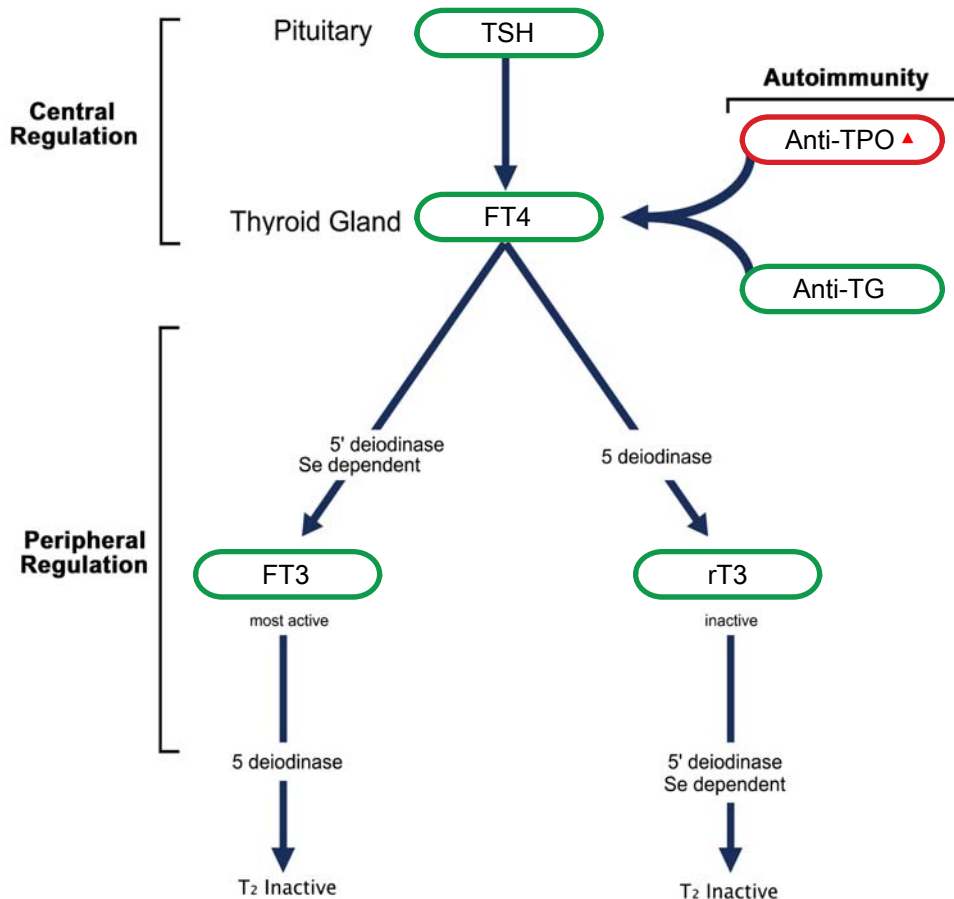 Pituitary
TSH
Central
Regulation
Autoimmunity
Anti-TPO ▲
Thyroid Gland
FT4
Anti-TG
5' deiodinase
Se dependent
5 deiodinase
Peripheral
Regulation
FT3
rT3
most active
inactive
5 deiodinase
5' deiodinase
Se dependent
T₂ Inactive
T₂ Inactive